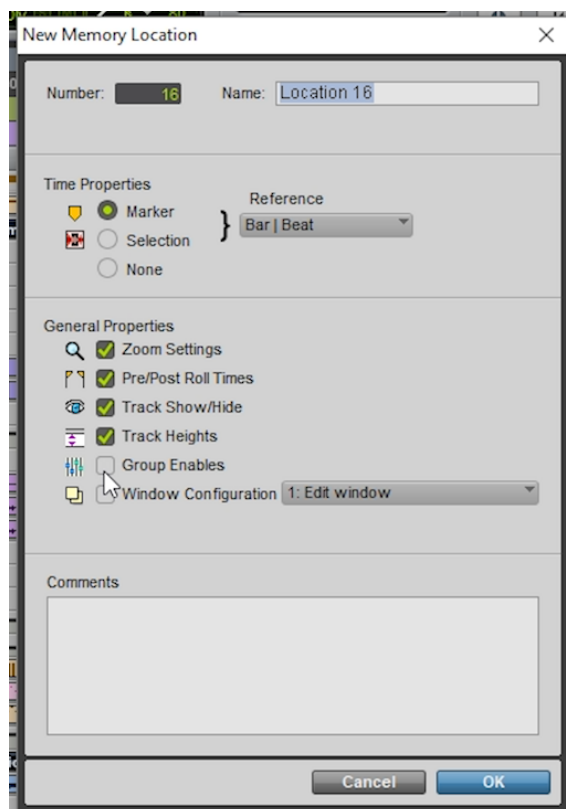 New Memory Location
Number: 16 Name: Location 16
Time Properties
Reference
Marker
Bar | Beat
Selection
None
General Properties
Zoom Settings
Pre/Post Roll Times
Track Show/Hide
Track Heights
Group Enables
Window Configuration 1: Edit window
Comments
Cancel OK